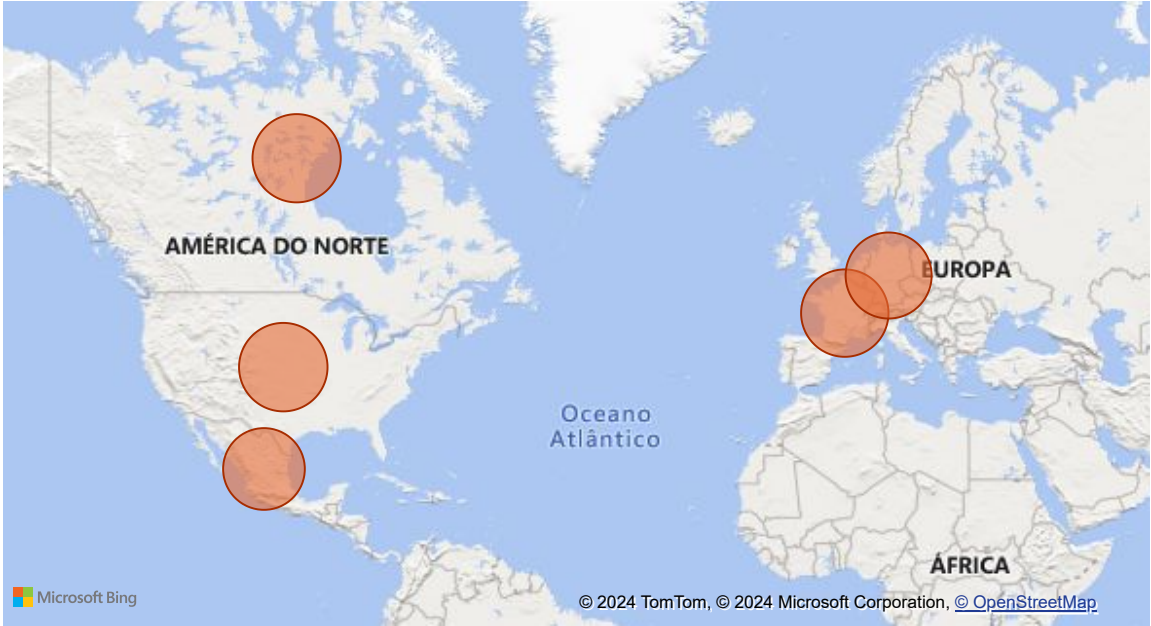 AMÉRICA DO NORTE
EUROPA
Oceano
Atlântico
ÁFRICA
Microsoft Bing
© 2024 TomTom, © 2024 Microsoft Corporation, © OpenStreetMap